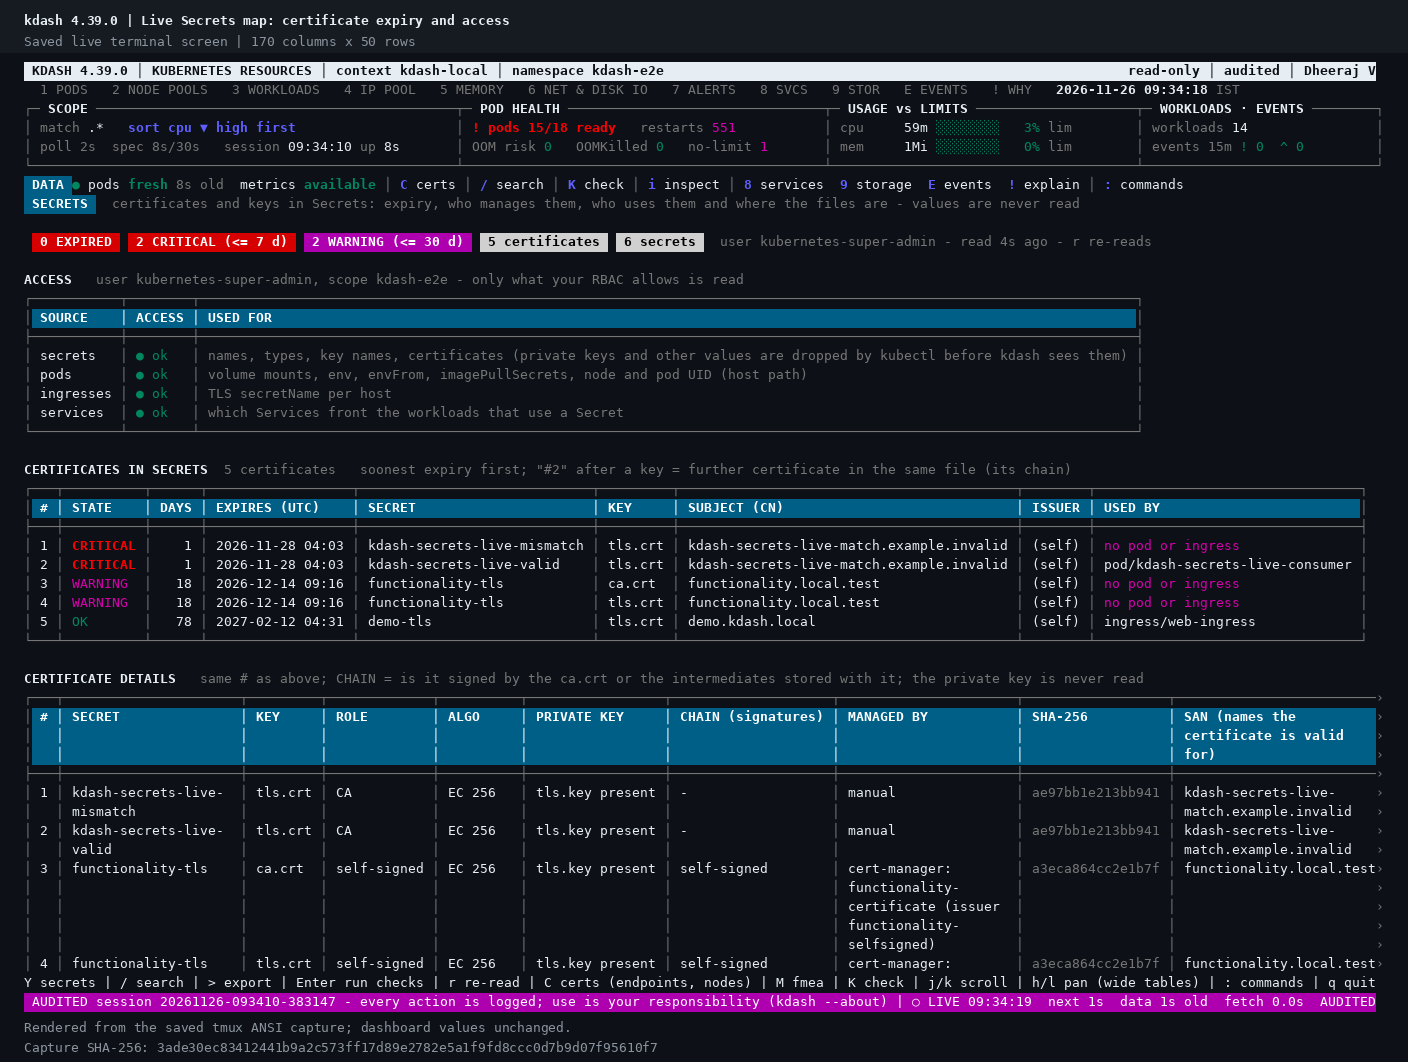 kdash 4.39.0 | Live Secrets map: certificate expiry and access
Saved live terminal screen | 170 columns x 50 rows
KDASH 4.39.0 │ KUBERNETES RESOURCES │ context kdash-local │ namespace kdash-e2e read-only │ audited │ Dheeraj V
1 PODS 2 NODE POOLS 3 WORKLOADS 4 IP POOL 5 MEMORY 6 NET & DISK IO 7 ALERTS 8 SVCS 9 STOR E EVENTS ! WHY 2026-11-26 09:34:18 IST
SCOPE POD HEALTH USAGE vs LIMITS WORKLOADS · EVENTS
│ match .* sort cpu ▼ high first │ ! pods 15/18 ready restarts 551 │ cpu 59m ░░░░░░░░ 3% lim │ workloads 14 │
│ poll 2s spec 8s/30s session 09:34:10 up 8s │ OOM risk 0 OOMKilled 0 no-limit 1 │ mem 1Mi ░░░░░░░░ 0% lim │ events 15m ! 0 ^ 0 │
DATA ● pods fresh 8s old metrics available │ C certs │ / search │ K check │ i inspect │ 8 services 9 storage E events ! explain │ : commands
SECRETS certificates and keys in Secrets: expiry, who manages them, who uses them and where the files are - values are never read
0 EXPIRED 2 CRITICAL (<= 7 d) 2 WARNING (<= 30 d) 5 certificates 6 secrets user kubernetes-super-admin - read 4s ago - r re-reads
ACCESS user kubernetes-super-admin, scope kdash-e2e - only what your RBAC allows is read
│ SOURCE │ ACCESS │ USED FOR │
│ secrets │ ● ok │ names, types, key names, certificates (private keys and other values are dropped by kubectl before kdash sees them) │
│ pods │ ● ok │ volume mounts, env, envFrom, imagePullSecrets, node and pod UID (host path) │
│ ingresses │ ● ok │ TLS secretName per host │
│ services │ ● ok │ which Services front the workloads that use a Secret │
CERTIFICATES IN SECRETS 5 certificates soonest expiry first; "#2" after a key = further certificate in the same file (its chain)
│ # │ STATE │ DAYS │ EXPIRES (UTC) │ SECRET │ KEY │ SUBJECT (CN) │ ISSUER │ USED BY │
│ 1 │ CRITICAL │ 1 │ 2026-11-28 04:03 │ kdash-secrets-live-mismatch │ tls.crt │ kdash-secrets-live-match.example.invalid │ (self) │ no pod or ingress │
│ 2 │ CRITICAL │ 1 │ 2026-11-28 04:03 │ kdash-secrets-live-valid │ tls.crt │ kdash-secrets-live-match.example.invalid │ (self) │ pod/kdash-secrets-live-consumer │
│ 3 │ WARNING │ 18 │ 2026-12-14 09:16 │ functionality-tls │ ca.crt │ functionality.local.test │ (self) │ no pod or ingress │
│ 4 │ WARNING │ 18 │ 2026-12-14 09:16 │ functionality-tls │ tls.crt │ functionality.local.test │ (self) │ no pod or ingress │
│ 5 │ OK │ 78 │ 2027-02-12 04:31 │ demo-tls │ tls.crt │ demo.kdash.local │ (self) │ ingress/web-ingress │
CERTIFICATE DETAILS same # as above; CHAIN = is it signed by the ca.crt or the intermediates stored with it; the private key is never read
│ # │ SECRET │ KEY │ ROLE │ ALGO │ PRIVATE KEY │ CHAIN (signatures) │ MANAGED BY │ SHA-256 │ SAN (names the ›
certificate is valid ›
for) ›
│ 1 │ kdash-secrets-live- │ tls.crt │ CA │ EC 256 │ tls.key present │ - │ manual │ ae97bb1e213bb941 │ kdash-secrets-live- ›
│ │ mismatch │ │ │ │ │ │ │ │ match.example.invalid ›
│ 2 │ kdash-secrets-live- │ tls.crt │ CA │ EC 256 │ tls.key present │ - │ manual │ ae97bb1e213bb941 │ kdash-secrets-live- ›
│ │ valid │ │ │ │ │ │ │ │ match.example.invalid ›
│ 3 │ functionality-tls │ ca.crt │ self-signed │ EC 256 │ tls.key present │ self-signed │ cert-manager: │ a3eca864cc2e1b7f │ functionality.local.test›
functionality- ›
certificate (issuer ›
functionality- ›
selfsigned) ›
│ 4 │ functionality-tls │ tls.crt │ self-signed │ EC 256 │ tls.key present │ self-signed │ cert-manager: │ a3eca864cc2e1b7f │ functionality.local.test›
Y secrets | / search | > export | Enter run checks | r re-read | C certs (endpoints, nodes) | M fmea | K check | j/k scroll | h/l pan (wide tables) | : commands | q quit
AUDITED session 20261126-093410-383147 - every action is logged; use is your responsibility (kdash --about) | ○ LIVE 09:34:19 next 1s data 1s old fetch 0.0s AUDITED
Rendered from the saved tmux ANSI capture; dashboard values unchanged.
Capture SHA-256: 3ade30ec83412441b9a2c573ff17d89e2782e5a1f9fd8ccc0d7b9d07f95610f7